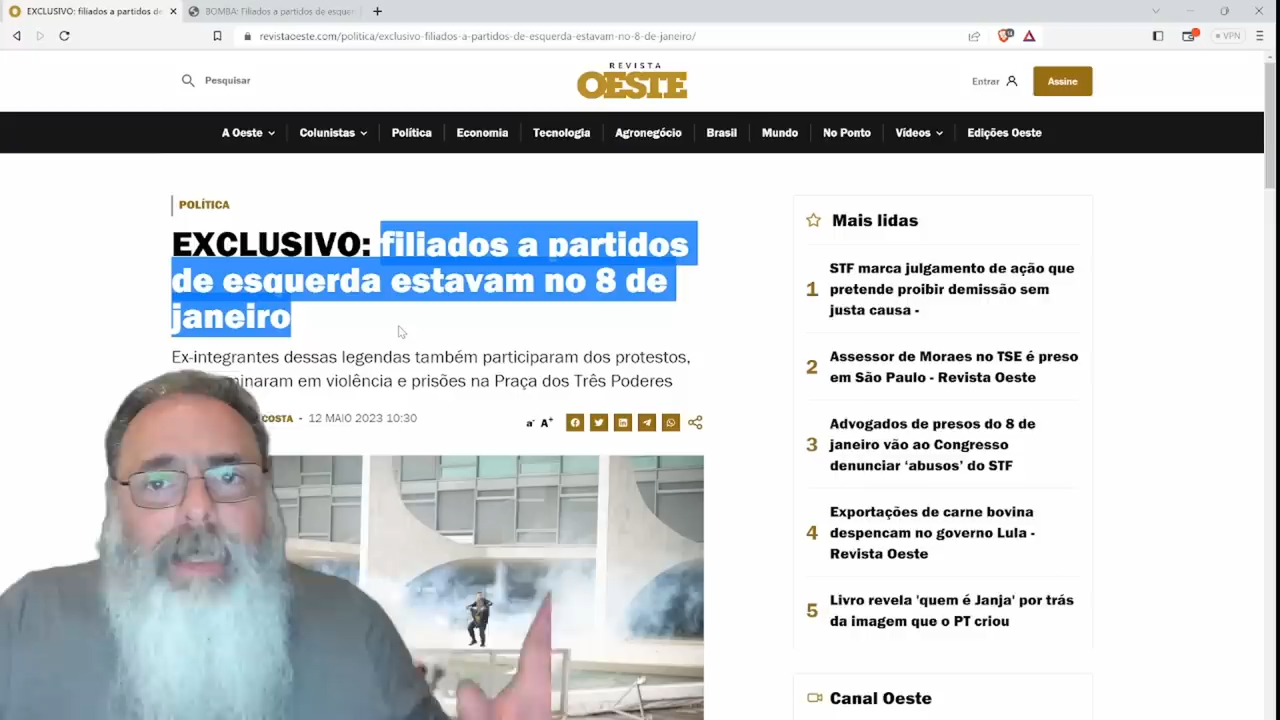 EXCLUSIVO: filiados a partidos de
BOMBA: Filiados a partidos de esquer
revistaoeste.com/politica/exclusivo-filiados-a-partidos-de-esquerda-estavam-no-8-de-janeiro/
VPN
Pesquisar
REVISTA
OESTE
Entrar
Assine
A Oeste
Colunistas
Política
Economia
Tecnologia
Agronegócio
Brasil
Mundo
No Ponto
Vídeos
Edições Oeste
POLÍTICA
EXCLUSIVO: filiados a partidos
de esquerda estavam no 8 de
janeiro
Ex-integrantes dessas legendas também participaram dos protestos,
minaram em violência e prisões na Praça dos Três Poderes
COSTA - 12 MAIO 2023 10:30
a- A+
Mais lidas
1
STF marca julgamento de ação que
pretende proibir demissão sem
justa causa -
2
Assessor de Moraes no TSE é preso
em São Paulo - Revista Oeste
3
Advogados de presos do 8 de
janeiro vão ao Congresso
denunciar ‘abusos’ do STF
4
Exportações de carne bovina
despencam no governo Lula -
Revista Oeste
5
Livro revela 'quem é Janja' por trás
da imagem que o PT criou
Canal Oeste